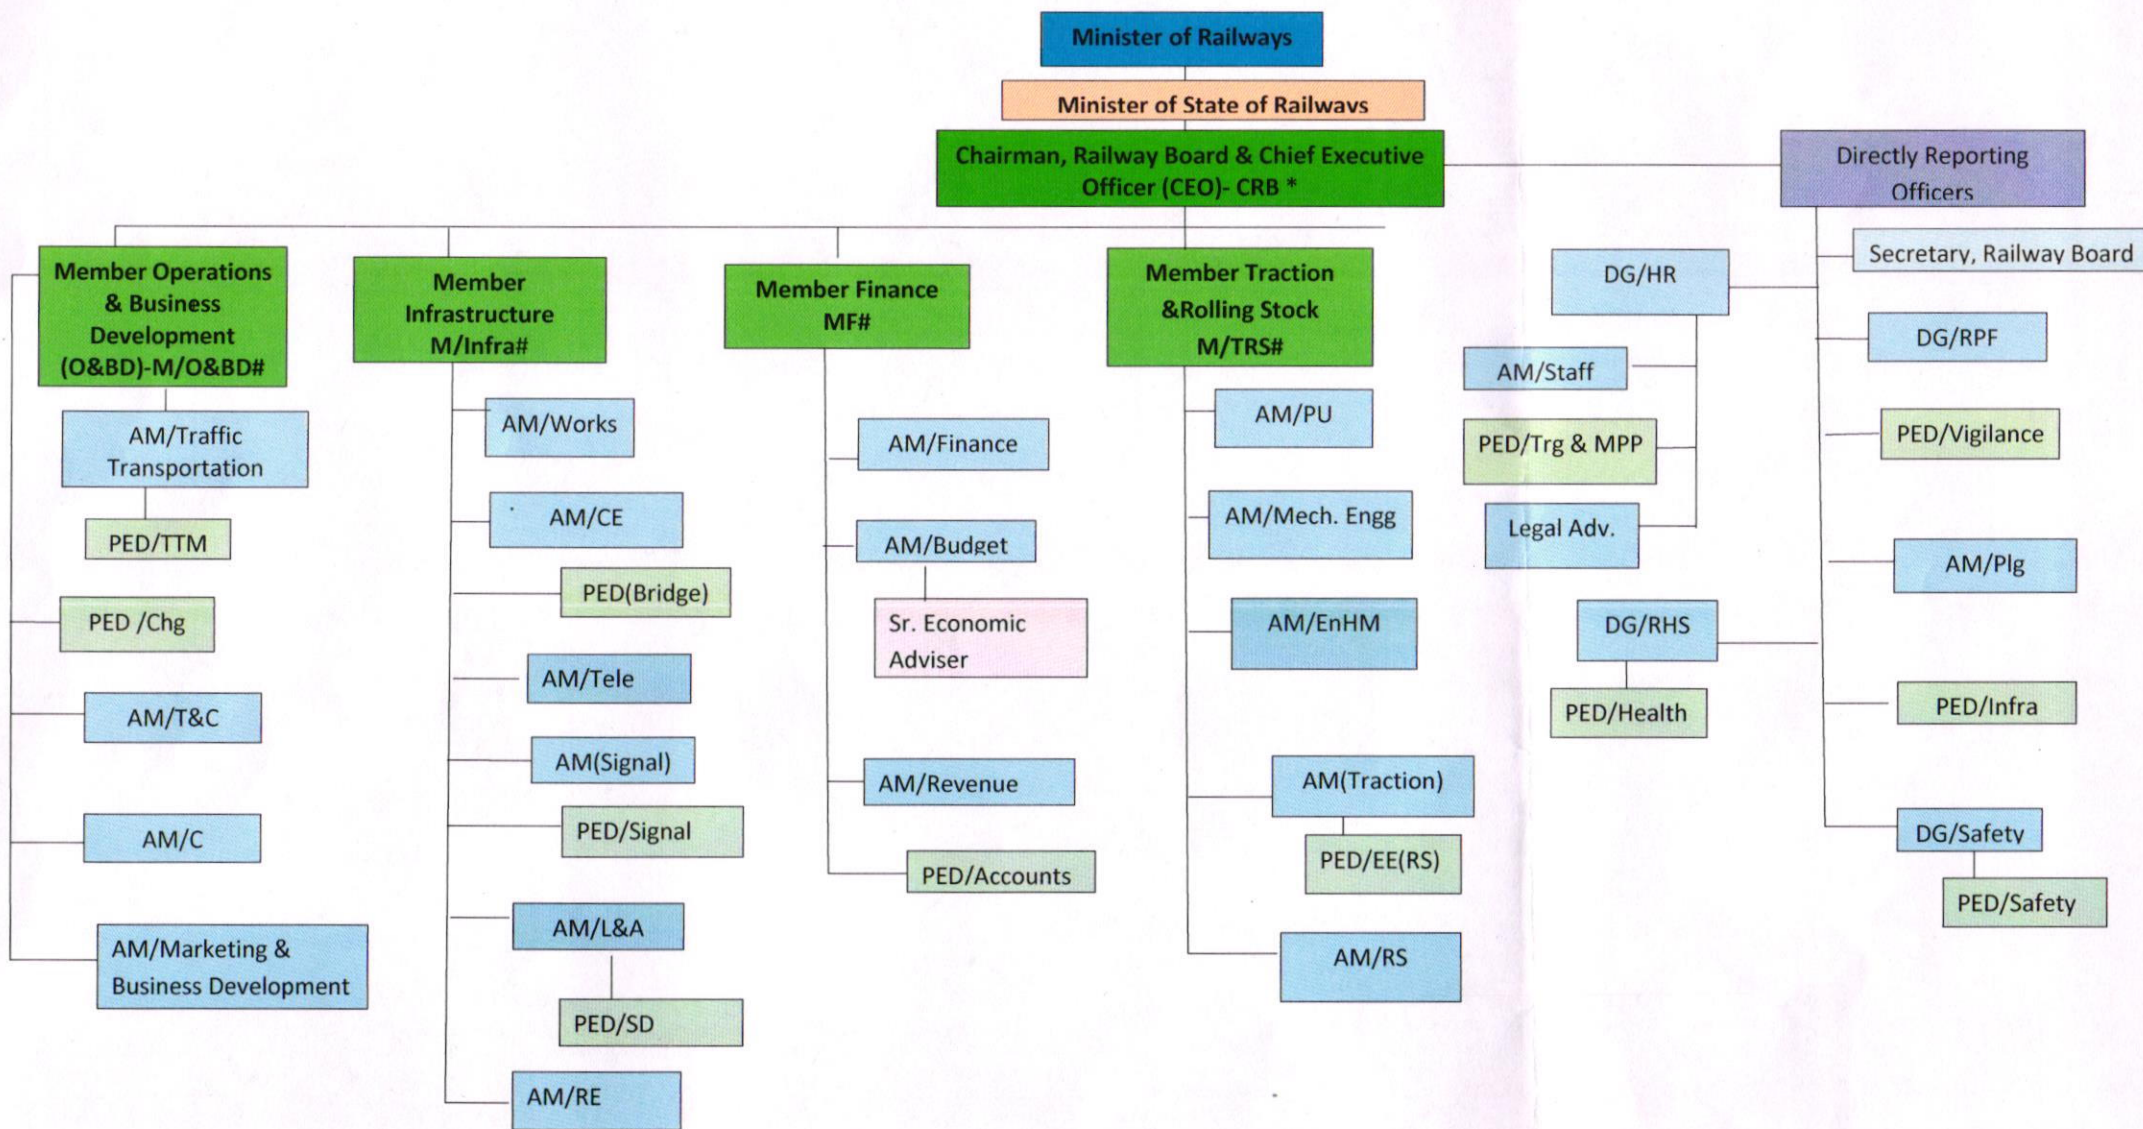 Minister of Railways
Minister of State of Railways
Chairman, Railway Board & Chief Executive
Officer (CEO)- CRB *
Directly Reporting
Officers
Member Operations
& Business
Development
(O&BD)-M/O&BD#
AM/Traffic
Transportation
PED/TTM
PED /Chg
AM/T&C
AM/C
AM/Marketing &
Business Development
Member
Infrastructure
M/Infra#
AM/Works
AM/CE
PED(Bridge)
AM/Tele
AM(Signal)
PED/Signal
AM/L&A
PED/SD
AM/RE
Member Finance
MF#
AM/Finance
AM/Budget
Sr. Economic
Adviser
AM/Revenue
PED/Accounts
Member Traction
&Rolling Stock
M/TRS#
AM/PU
AM/Mech. Engg
AM/EnHM
AM(Traction)
PED/EE(RS)
AM/RS
DG/HR
AM/Staff
PED/Trg & MPP
Legal Adv.
DG/RHS
PED/Health
Secretary, Railway Board
DG/RPF
PED/Vigilance
AM/Plg
PED/Infra
DG/Safety
PED/Safety